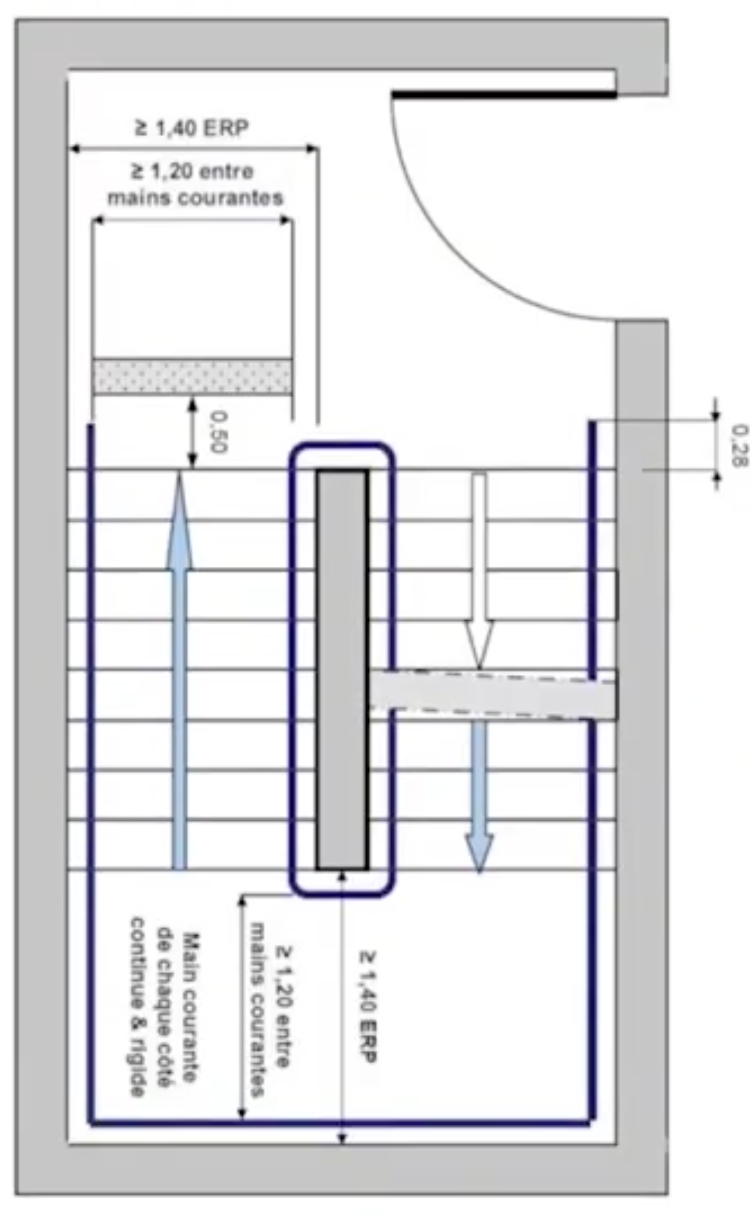 ≥ 1,40 ERP
≥ 1,20 entre
mains courantes
0,50
0,28
≥ 1,40 ERP
≥ 1,20 entre
mains courantes
Main courante
de chaque côté
continue & rigide